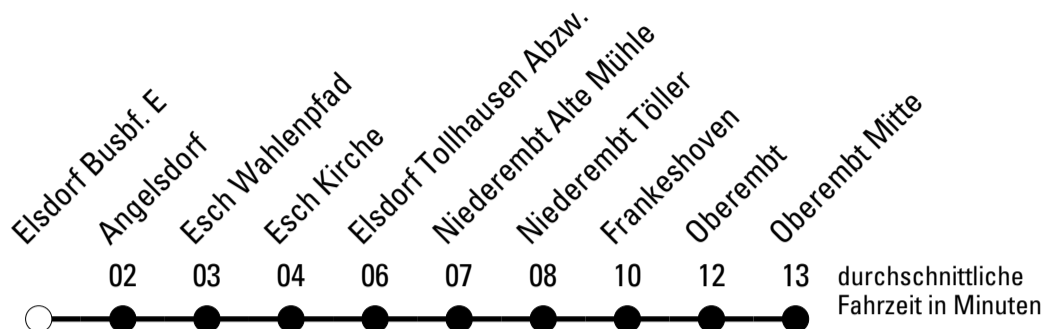 Elsdorf Busbf. E
Angelsdorf
Esch Wahlenpfad
Esch Kirche
Elsdorf Tollhausen Abzw.
Niederembt Alte Mühle
Niederembt Töller
Frankeshoven
Oberembt
Oberembt Mitte
02 03 04 06 07 08 10 12 13
durchschnittliche
Fahrzeit in Minuten